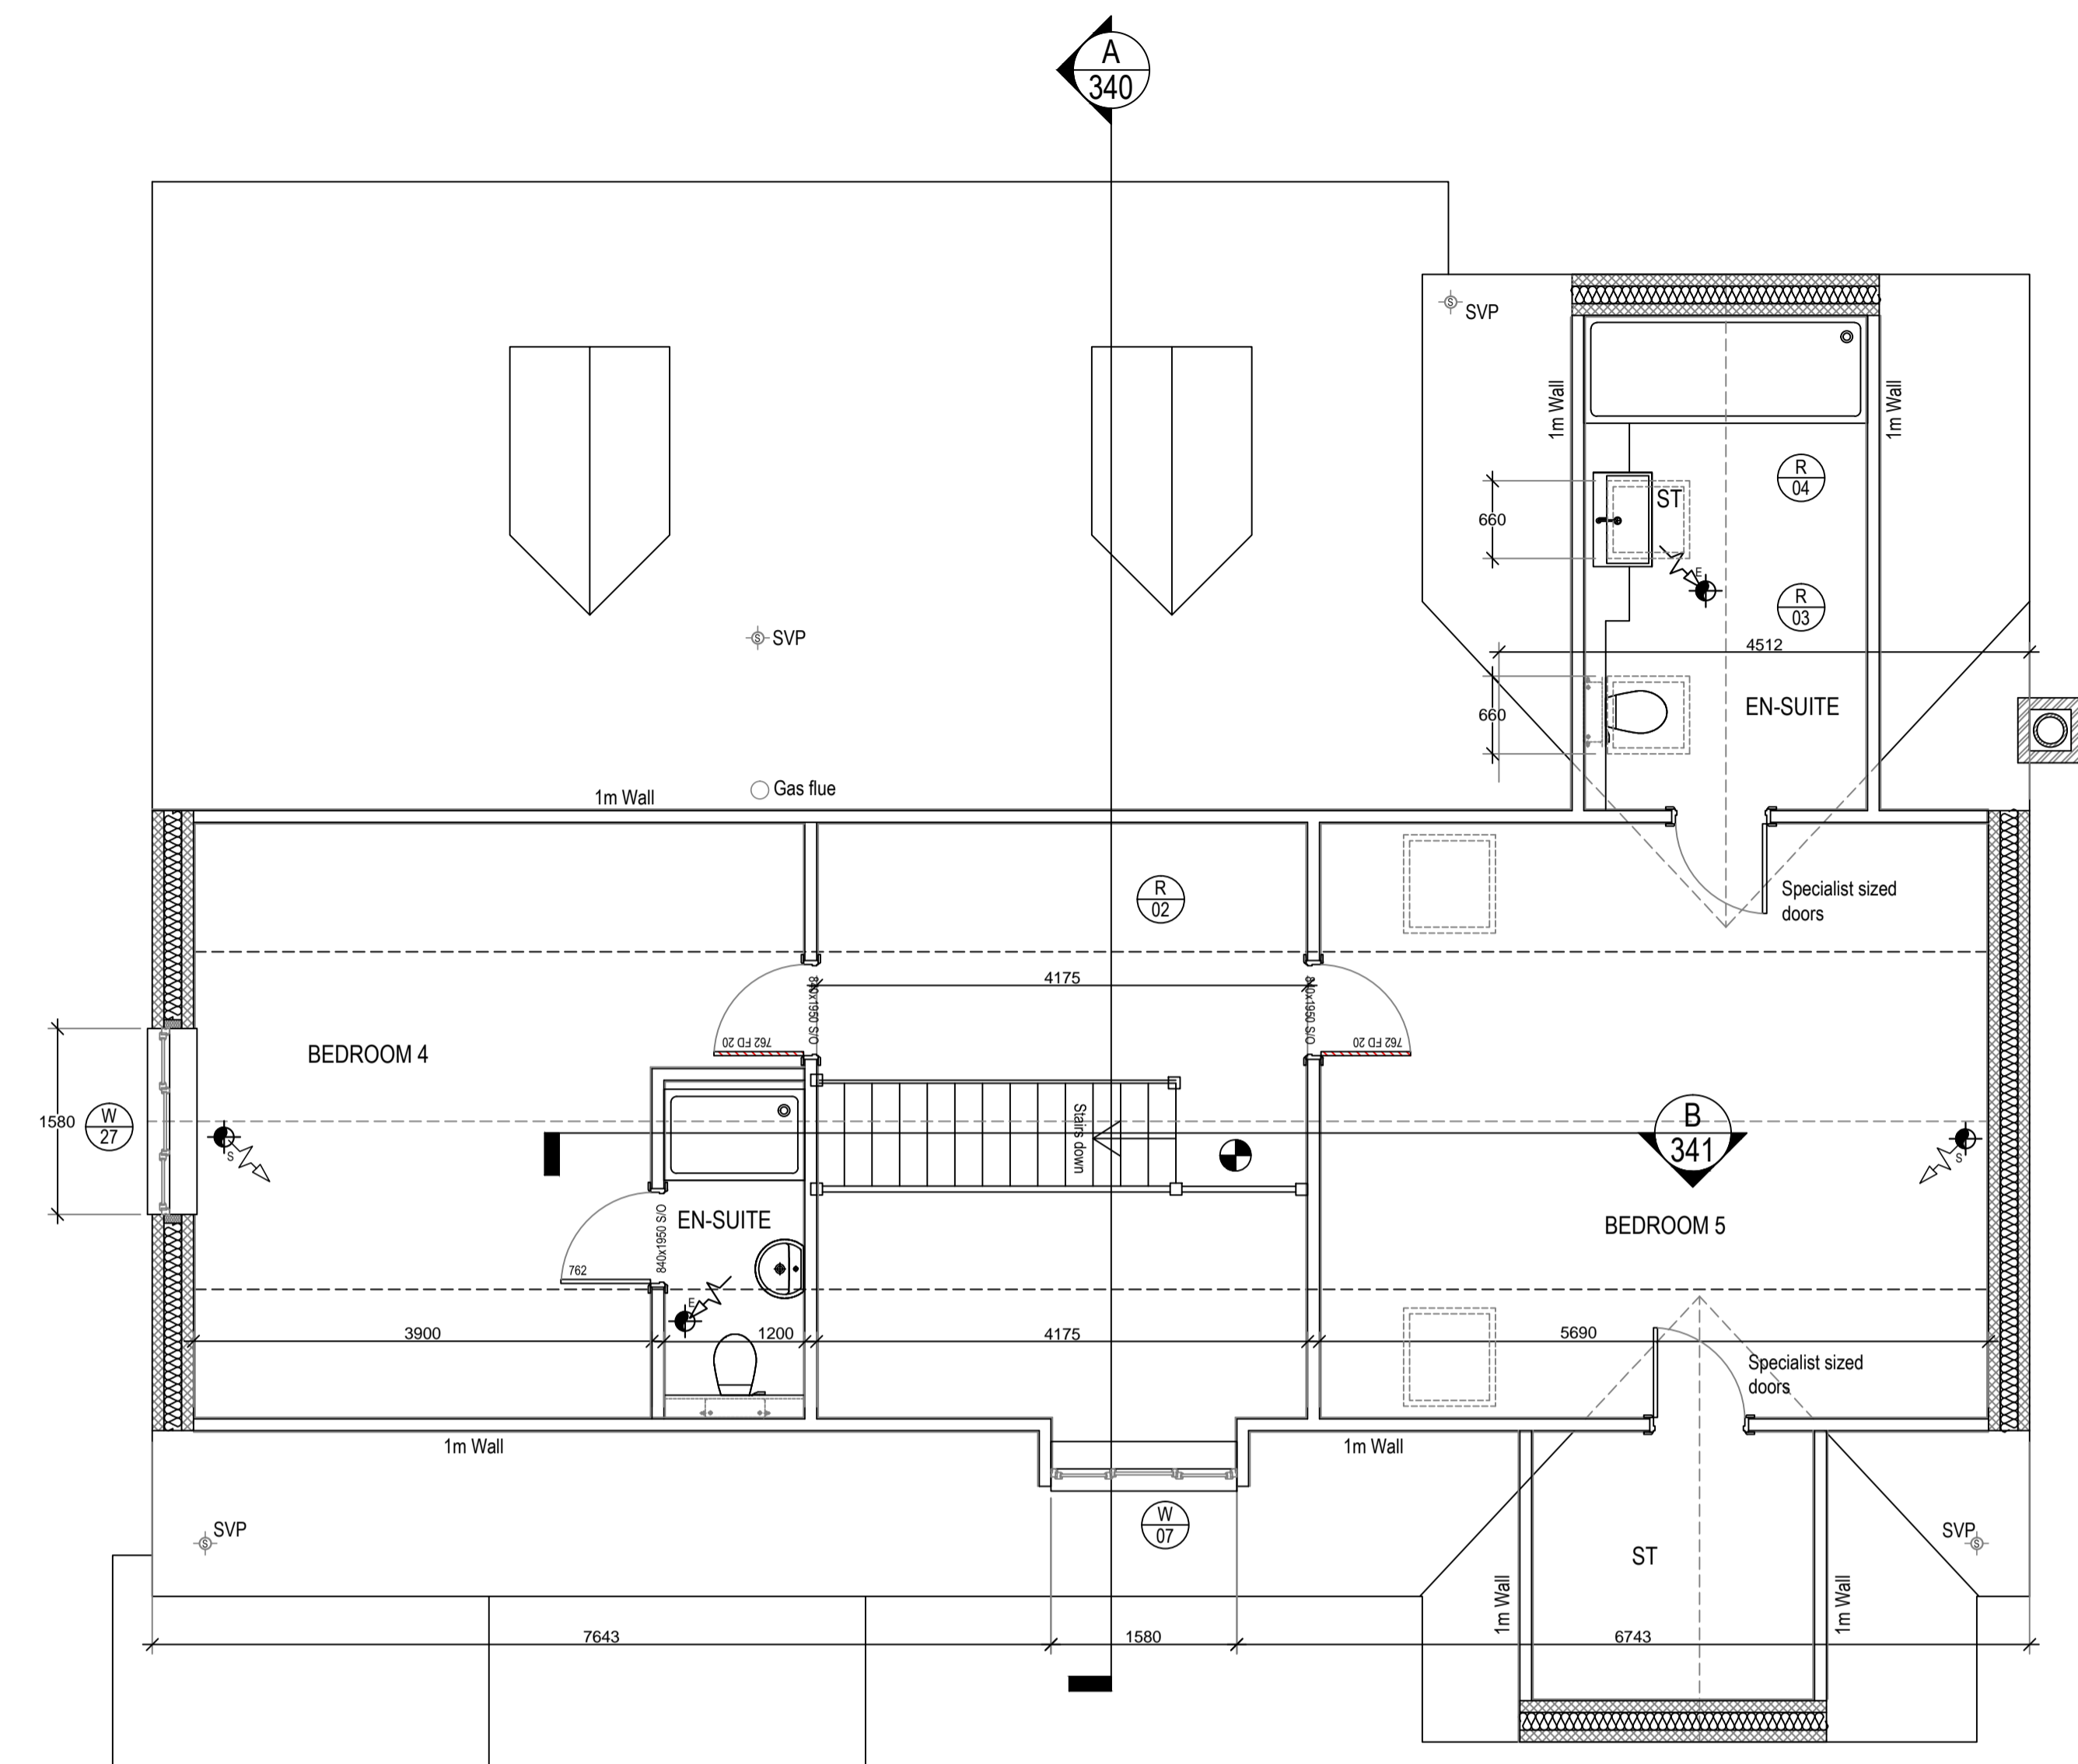 A
340
SVP
1m Wall
1m Wall
R
04
ST
660
E
R
03
SVP
4512
660
EN-SUITE
1m Wall
Gas flue
R
02
Specialist sized
doors
4175
840x1950 S/O
840x1950 S/O
762 FD 20
762 FD 20
BEDROOM 4
1580
W
27
S
Stairs down
B
341
S
EN-SUITE
840x1950 S/O
762
BEDROOM 5
E
3900
1200
4175
5690
Specialist sized
doors
1m Wall
1m Wall
W
07
SVP
SVP
ST
1m Wall
1m Wall
7643
1580
6743